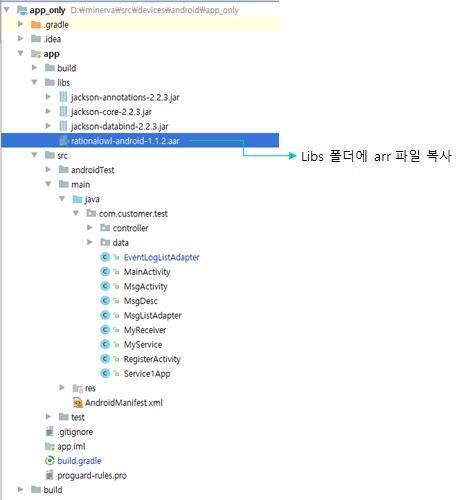 app_only D:₩minerva₩src₩devices₩android₩app_only
.gradle
.idea
app
build
libs
jackson-annotations-2.2.3.jar
jackson-core-2.2.3.jar
jackson-databind-2.2.3.jar
rationalowl-android-1.1.2.aar
Libs 폴더에 arr 파일 복사
src
androidTest
main
java
com.customer.test
controller
data
EventLogListAdapter
MainActivity
MsgActivity
MsgDesc
MsgListAdapter
MyReceiver
MyService
RegisterActivity
Service1App
res
AndroidManifest.xml
test
.gitignore
app.iml
build.gradle
proguard-rules.pro
build